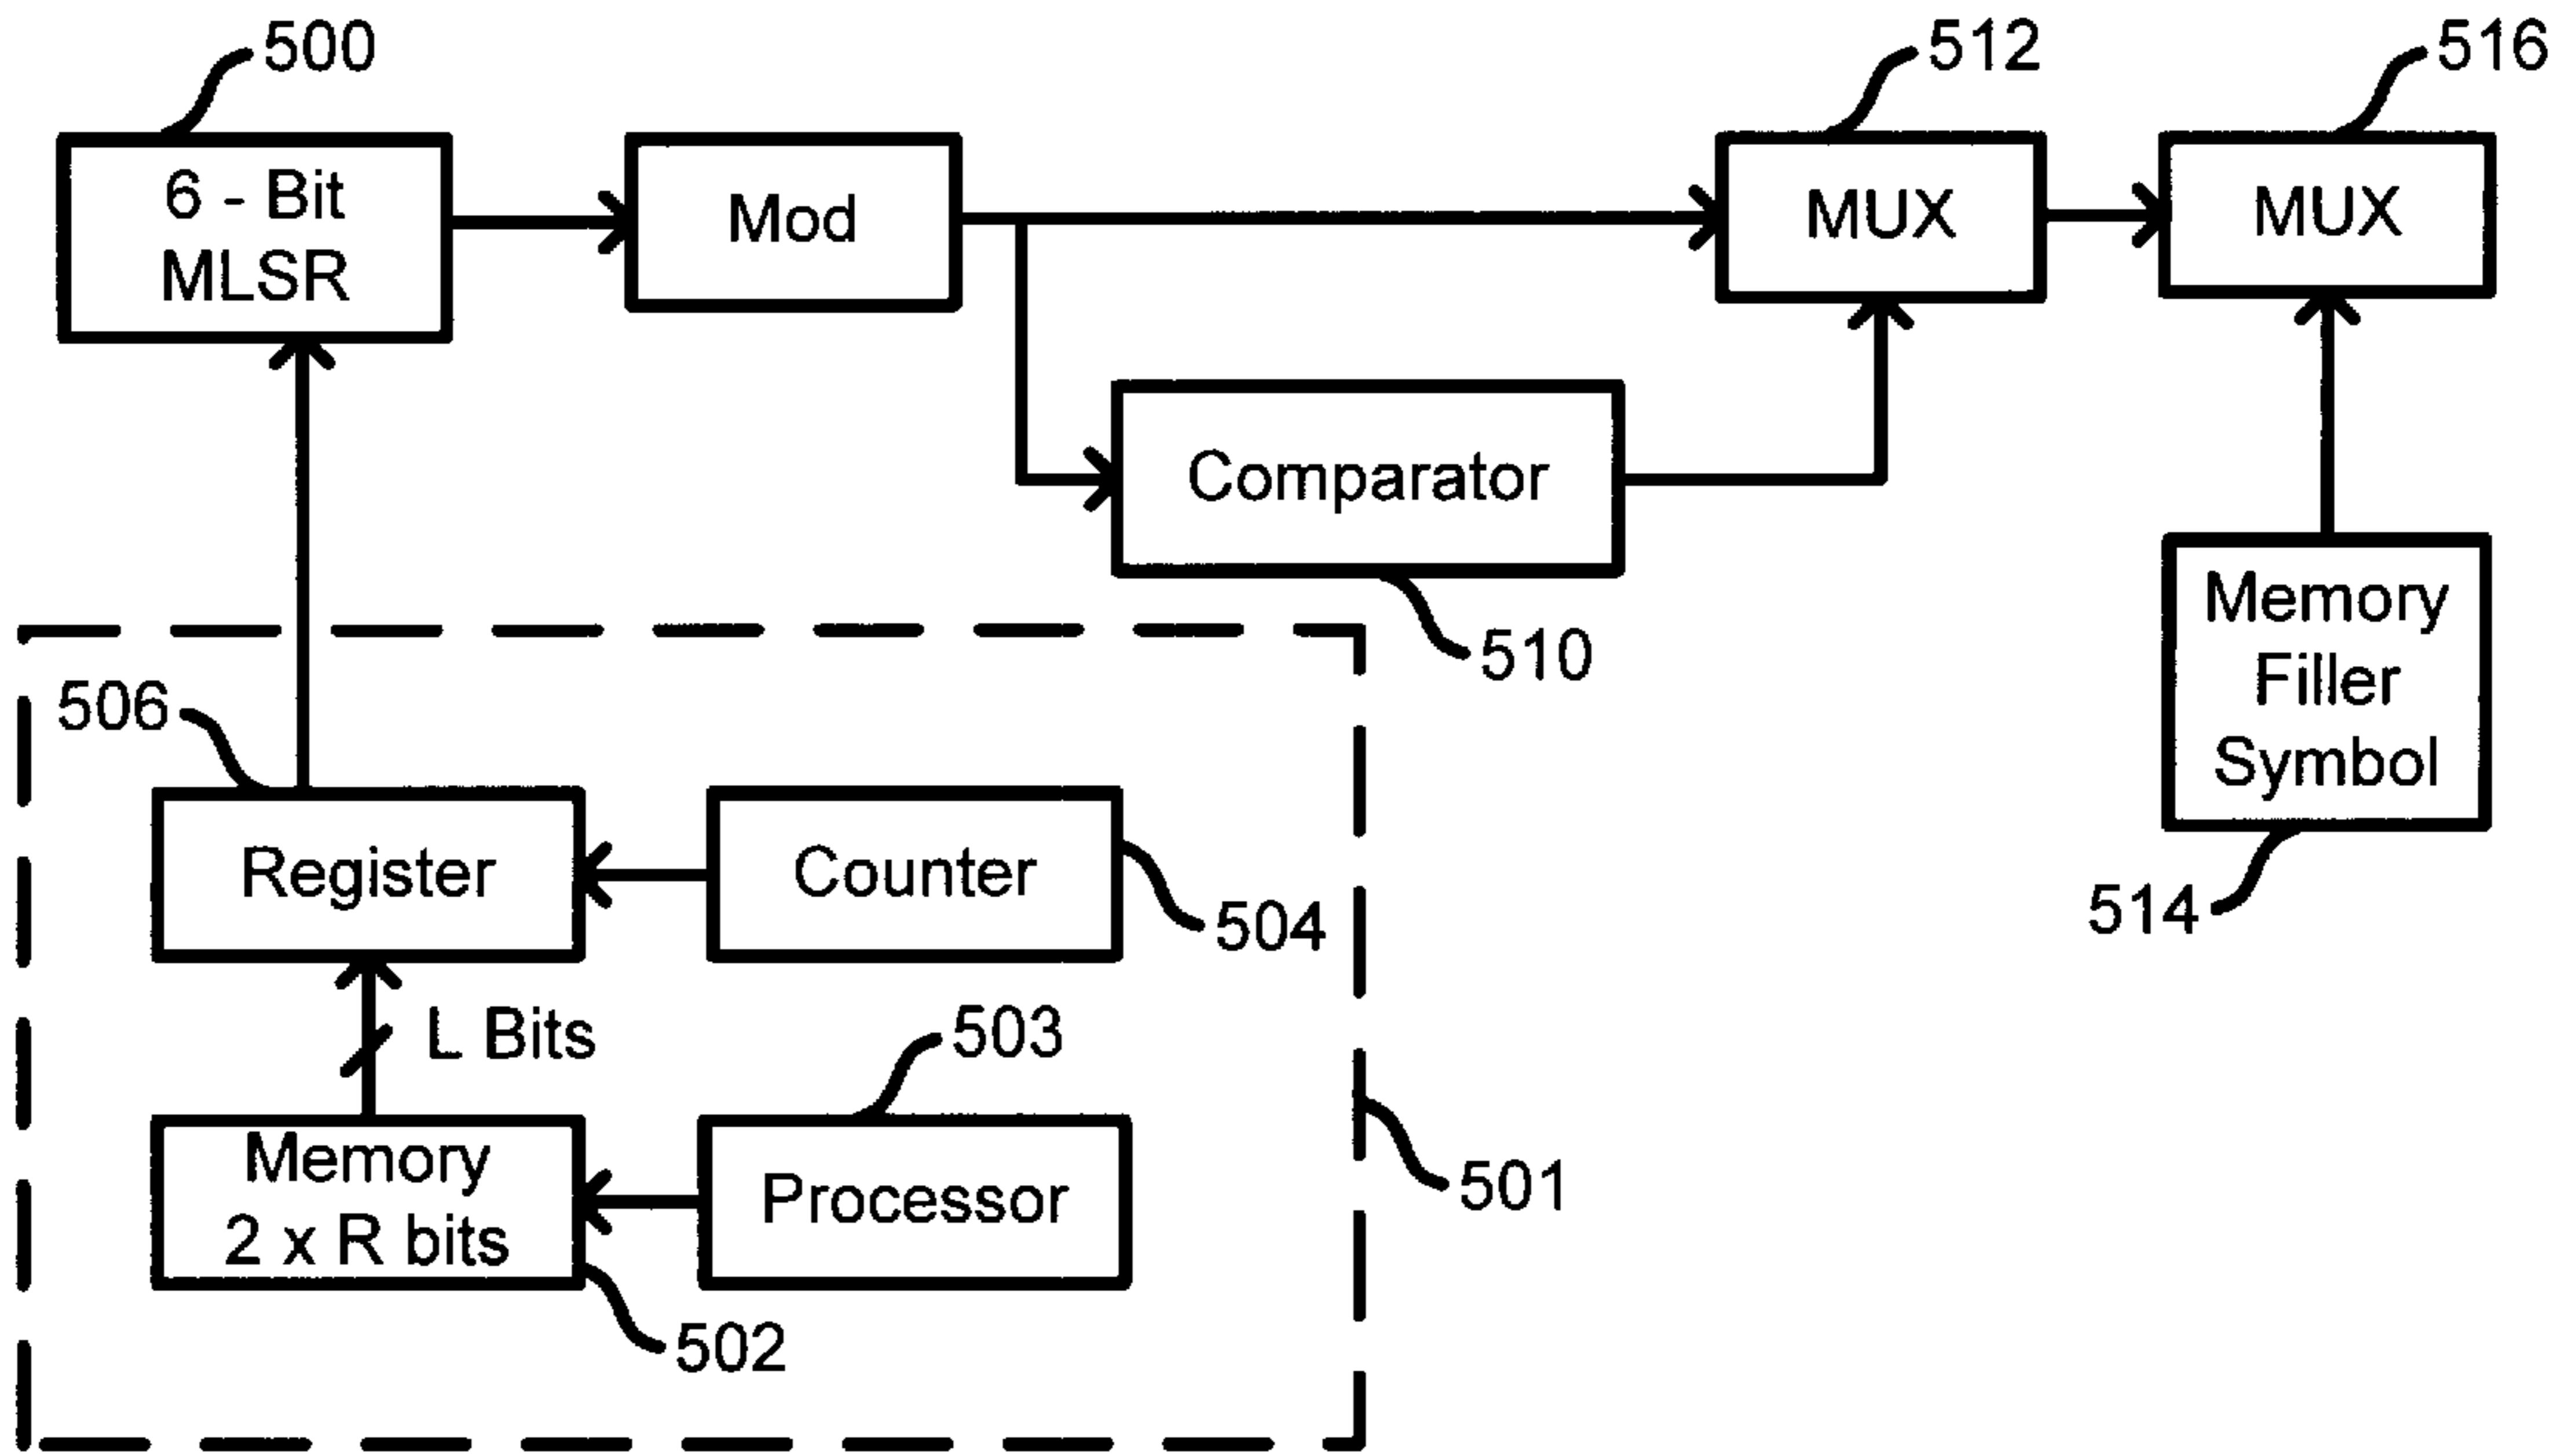 500
512
516
6 - Bit
MLSR
Mod
MUX
MUX
Comparator
510
Memory
Filler
Symbol
514
506
Register
Counter
504
L Bits
503
Memory
2 x R bits
Processor
502
501